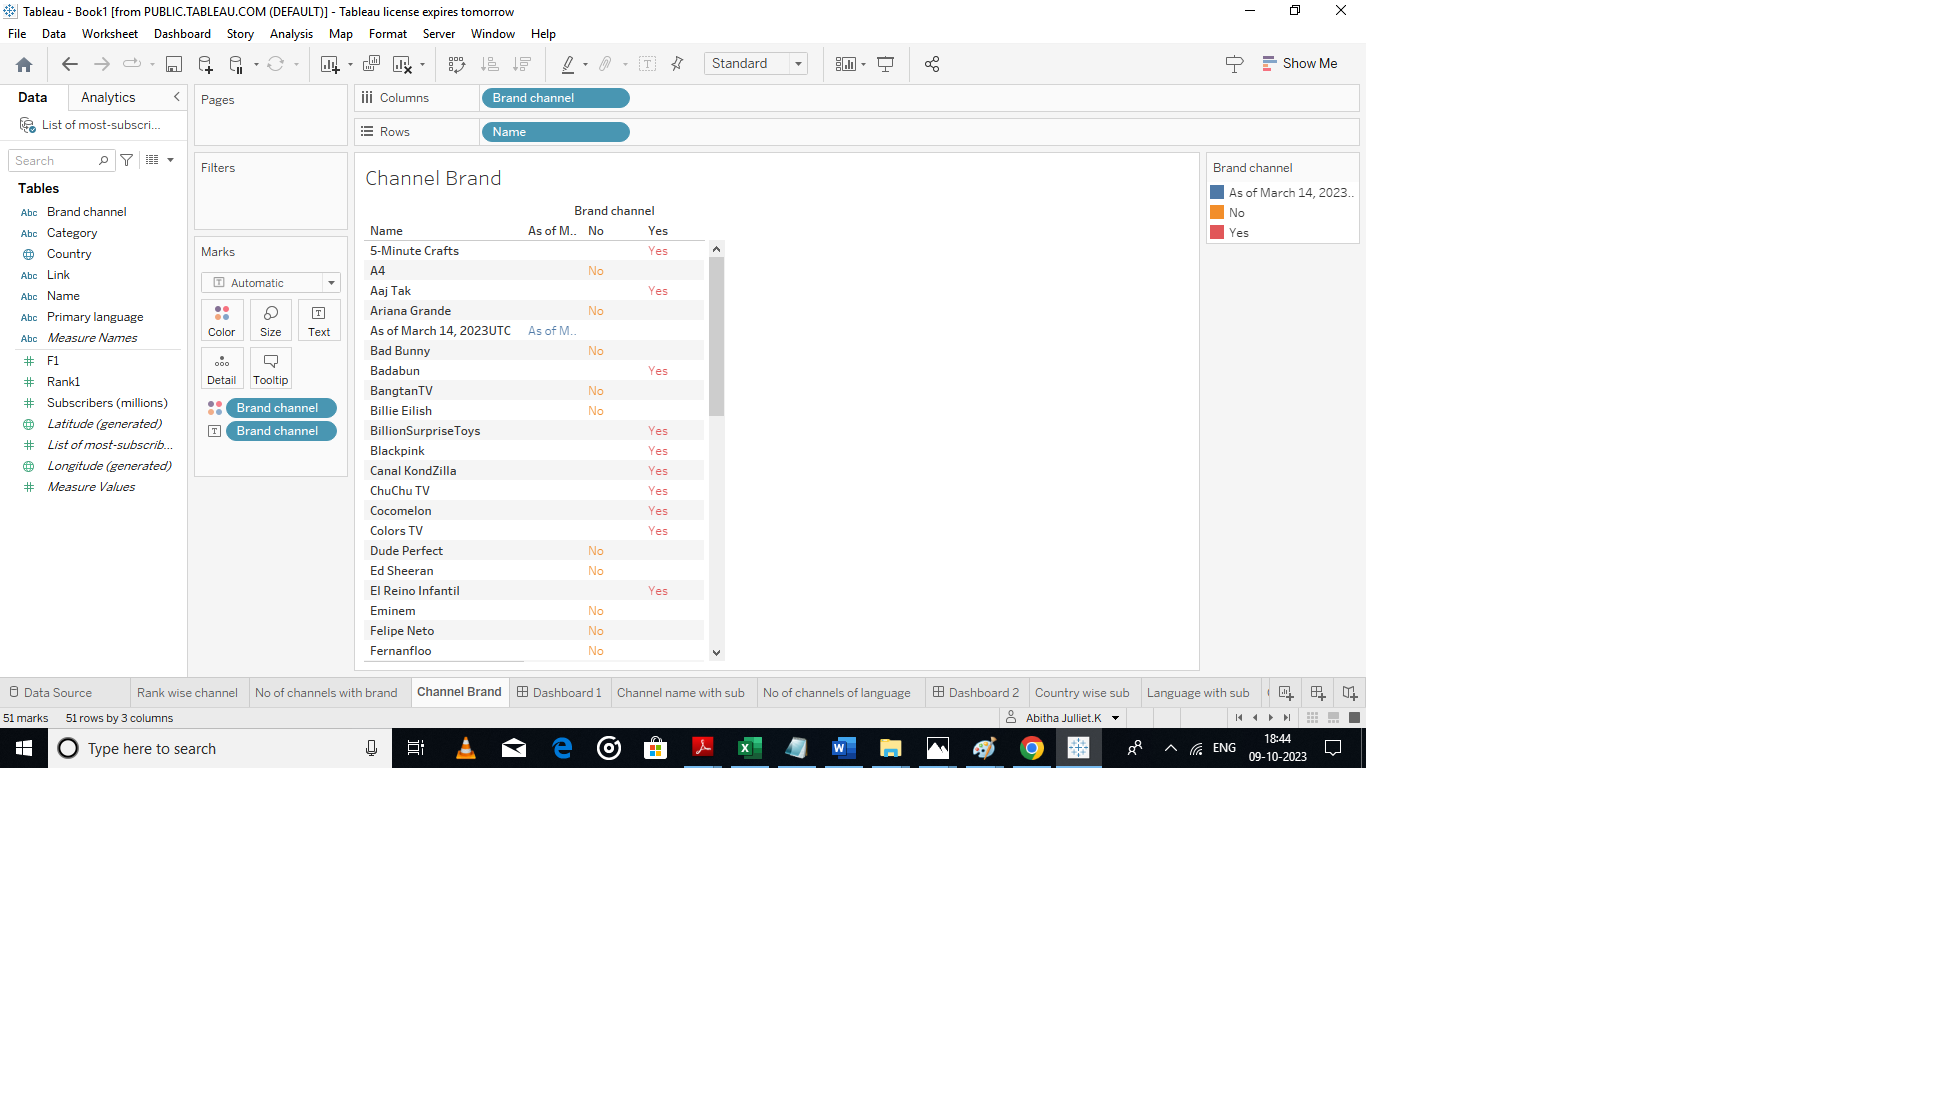 Tableau - Book1 [from PUBLIC.TABLEAU.COM (DEFAULT)] - Tableau license expires tomorrow
File Data Worksheet Dashboard Story Analysis Map Format Server Window Help
Standard
Show Me
Data Analytics
List of most-subscri...
Search
Tables
Abc Brand channel
Abc Category
Country
Abc Link
Abc Name
Abc Primary language
Abc Measure Names
F1
Rank1
Subscribers (millions)
Latitude (generated)
List of most-subscrib...
Longitude (generated)
Measure Values
Pages
Filters
Marks
Automatic
Color Size Text
Detail Tooltip
Brand channel
Brand channel
Columns Brand channel
Rows Name
Channel Brand
Brand channel
Name As of M.. No Yes
5-Minute Crafts Yes
A4 No
Aaj Tak Yes
Ariana Grande No
As of March 14, 2023UTC As of M..
Bad Bunny No
Badabun Yes
BangtanTV No
Billie Eilish No
BillionSurpriseToys Yes
Blackpink Yes
Canal KondZilla Yes
ChuChu TV Yes
Cocomelon Yes
Colors TV Yes
Dude Perfect No
Ed Sheeran No
El Reino Infantil Yes
Eminem No
Felipe Neto No
Fernanfloo No
Brand channel
As of March 14, 2023..
No
Yes
Data Source Rank wise channel No of channels with brand Channel Brand Dashboard 1 Channel name with sub No of channels of language Dashboard 2 Country wise sub Language with sub
51 marks 51 rows by 3 columns
Abitha Julliet.K
Type here to search
ENG
18:44
09-10-2023